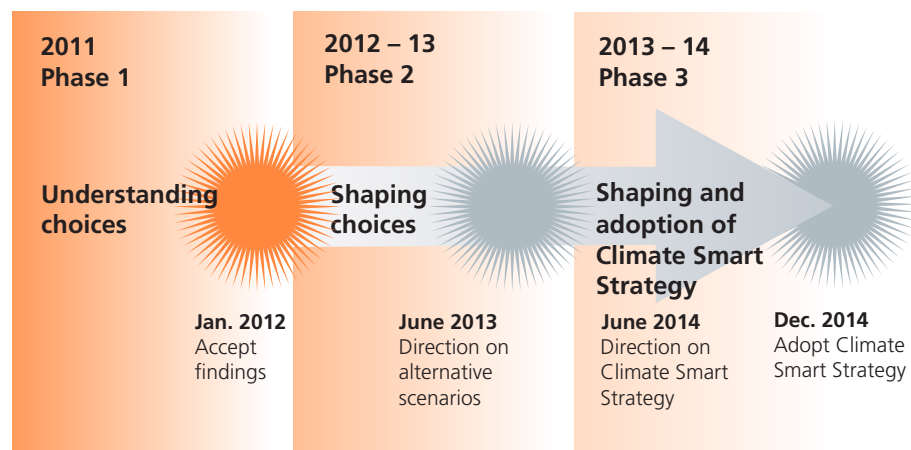 2011
Phase 1
2012 – 13
Phase 2
2013 – 14
Phase 3
Understanding
choices
Shaping
choices
Shaping and
adoption of
Climate Smart
Strategy
Jan. 2012
Accept
findings
June 2013
Direction on
alternative
scenarios
June 2014
Direction on
Climate Smart
Strategy
Dec. 2014
Adopt Climate
Smart Strategy